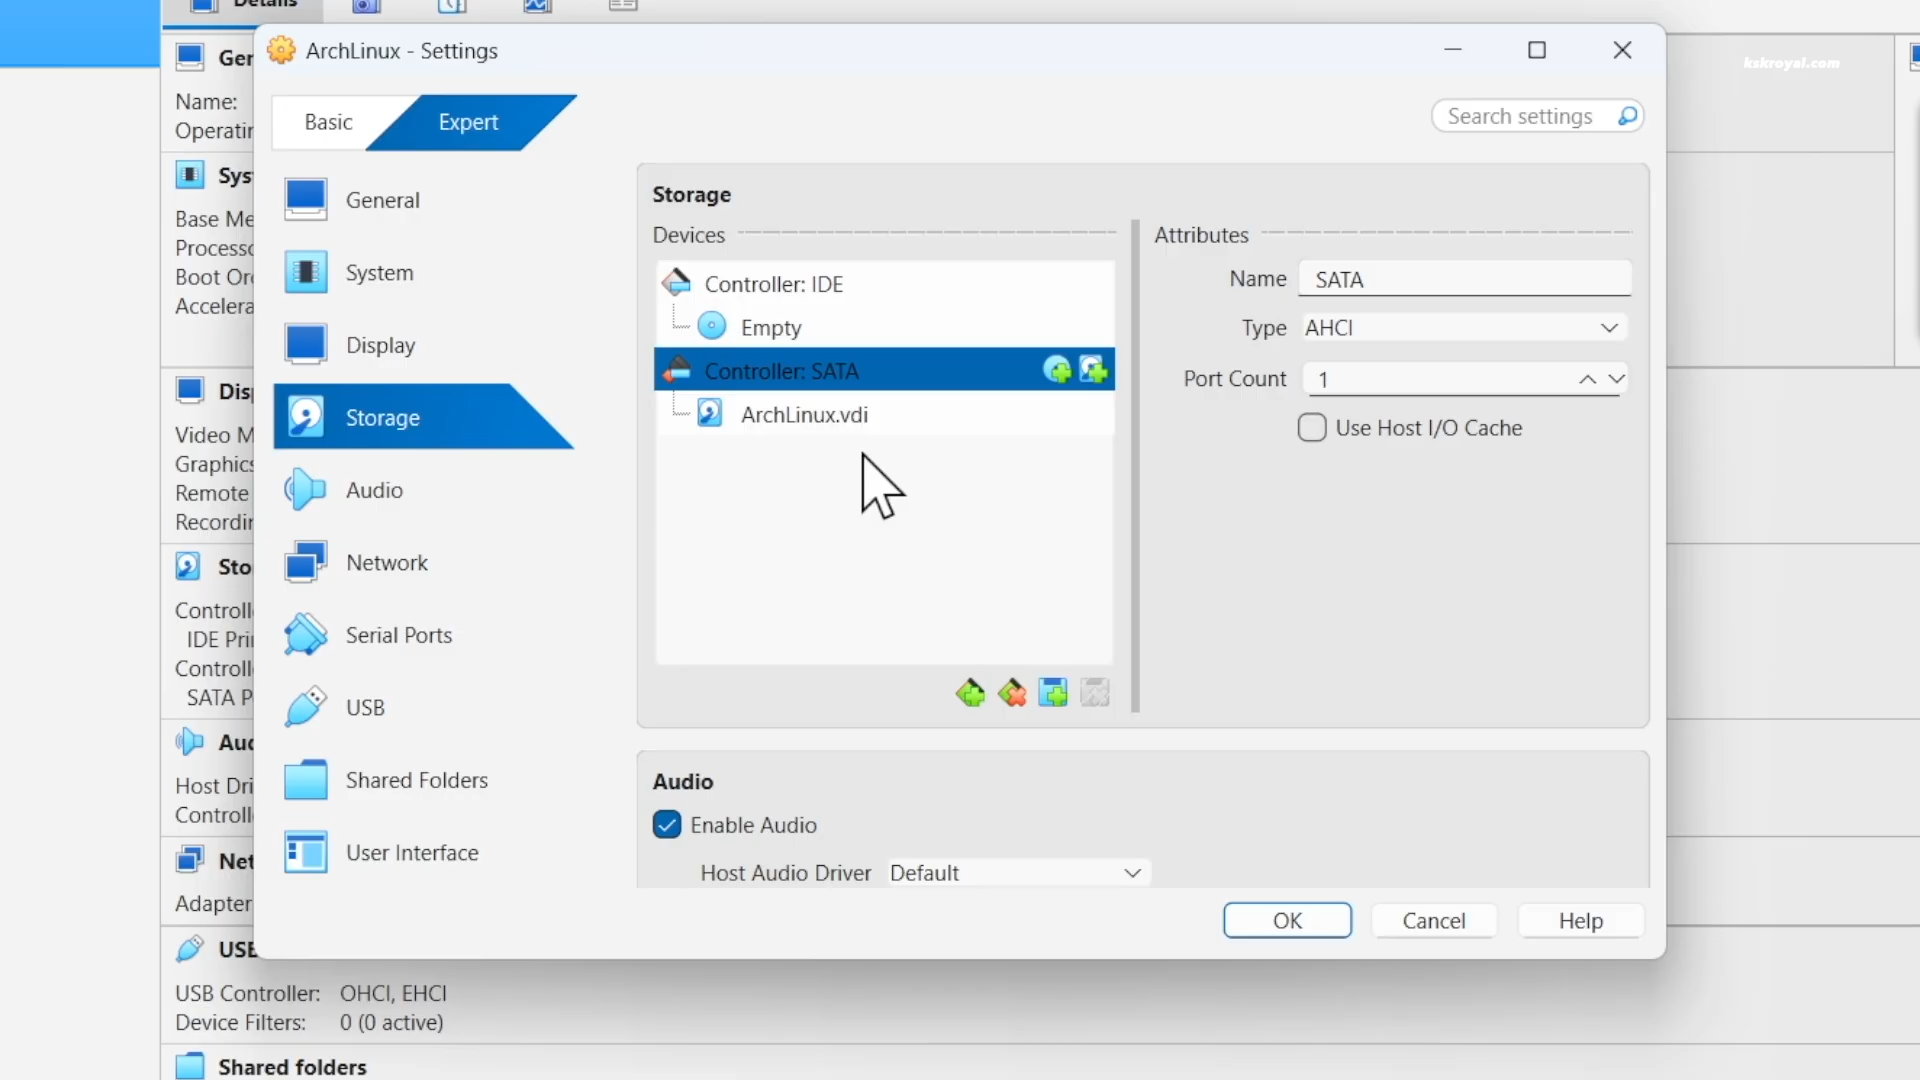 Details
kskroyal.com
ArchLinux - Settings
Basic
Expert
Search settings
General
System
Display
Storage
Audio
Network
Serial Ports
USB
Shared Folders
User Interface
Storage
Devices
Controller: IDE
Empty
Controller: SATA
ArchLinux.vdi
Attributes
Name SATA
Type AHCI
Port Count 1
Use Host I/O Cache
Audio
Enable Audio
Host Audio Driver Default
OK
Cancel
Help
Ger
Name:
Operatir
Sys
Base Me
Processo
Boot Or
Accelera
Dis
Video M
Graphics
Remote
Recordir
Sto
Controll
IDE Pri
Controll
SATA P
Aud
Host Dri
Controll
Net
Adapter
USB
USB Controller: OHCI, EHCI
Device Filters: 0 (0 active)
Shared folders